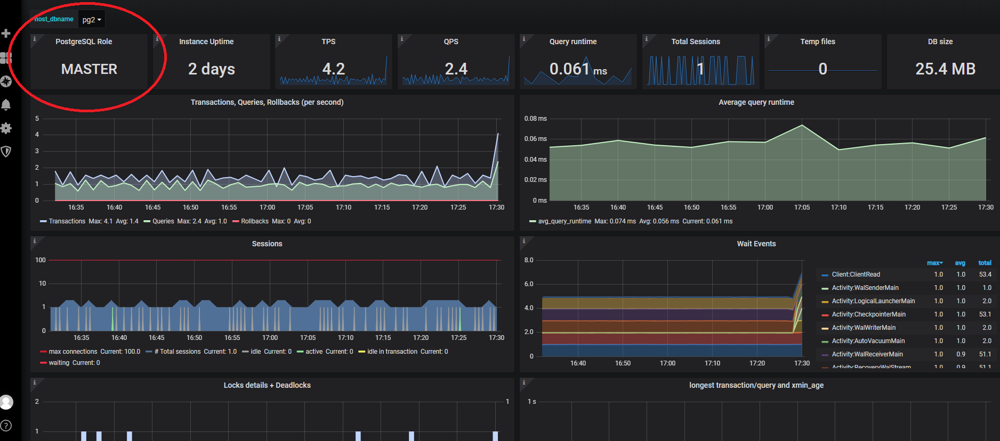 host_dbname pg2
PostgreSQL Role
MASTER
Instance Uptime
2 days
TPS
4.2
QPS
2.4
Query runtime
0.061 ms
Total Sessions
1
Temp files
0
DB size
25.4 MB
Transactions, Queries, Rollbacks (per second)
5
4
3
2
1
0
16:35 16:40 16:45 16:50 16:55 17:00 17:05 17:10 17:15 17:20 17:25 17:30
Transactions Max: 4.1 Avg: 1.4 Queries Max: 2.4 Avg: 1.0 Rollbacks Max: 0 Avg: 0
Average query runtime
0.08 ms
0.06 ms
0.04 ms
0.02 ms
0 ms
16:35 16:40 16:45 16:50 16:55 17:00 17:05 17:10 17:15 17:20 17:25 17:30
avg_query_runtime Max: 0.074 ms Avg: 0.056 ms Current: 0.061 ms
Sessions
100
10
1
0
16:35 16:40 16:45 16:50 16:55 17:00 17:05 17:10 17:15 17:20 17:25 17:30
max connections Current: 100.0 # Total sessions Current: 1.0 idle Current: 0 active Current: 0 idle in transaction Current: 0
waiting Current: 0
Wait Events
8.0
6.0
4.0
2.0
0
16:40 16:50 17:00 17:10 17:20 17:30
max avg total
Client:ClientRead 1.0 1.0 53.4
Activity:WalSenderMain 1.0 1.0 1.0
Activity:LogicalLauncherMain 1.0 1.0 2.0
Activity:CheckpointerMain 1.0 1.0 53.1
Activity:WalWriterMain 1.0 1.0 2.0
Activity:AutoVacuumMain 1.0 1.0 2.0
Activity:WalReceiverMain 1.0 0.9 51.1
Activity:RecoveryWalStream 1.0 0.9 51.1
Locks details + Deadlocks
2 1
1
longest transaction/query and xmin_age
1 s